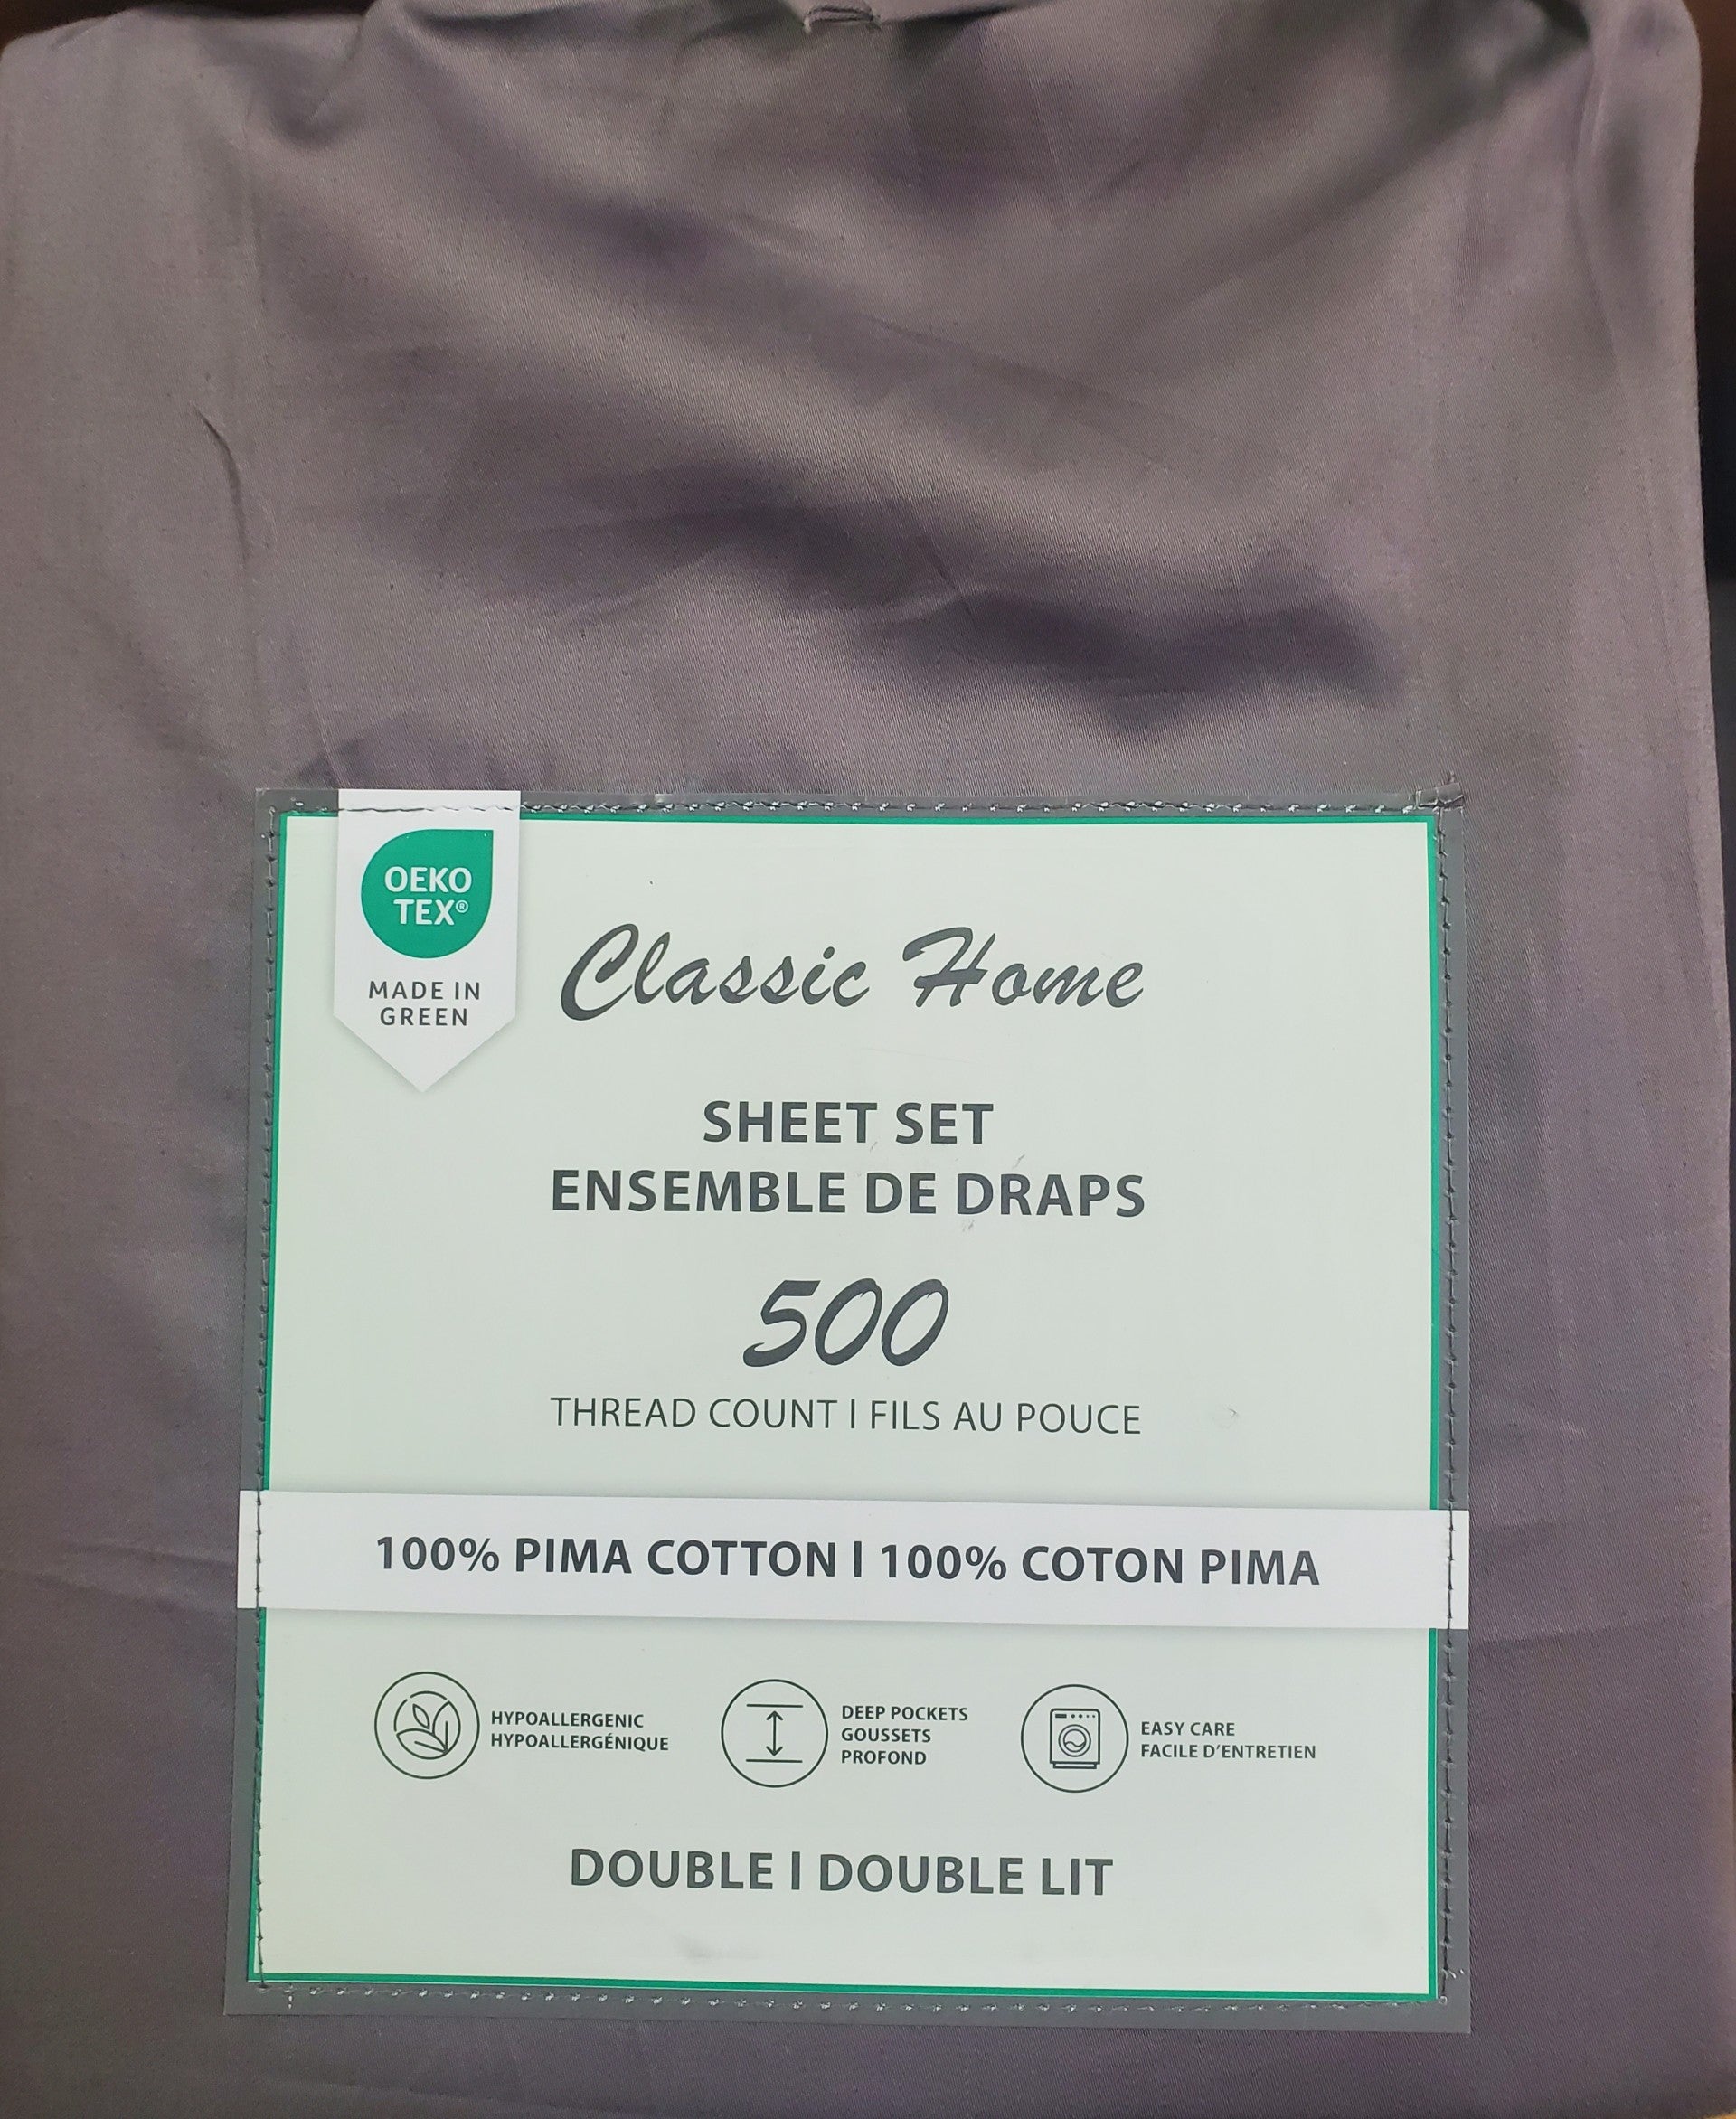 OEKO
TEX®
MADE IN
GREEN
Classic Home
SHEET SET
ENSEMBLE DE DRAPS
500
THREAD COUNT I FILS AU POUCE
100% PIMA COTTON I 100% COTON PIMA
HYPOALLERGENIC
HYPOALLERGÉNIQUE
DEEP POCKETS
GOUSSETS
PROFOND
EASY CARE
FACILE D'ENTRETIEN
DOUBLE I DOUBLE LIT